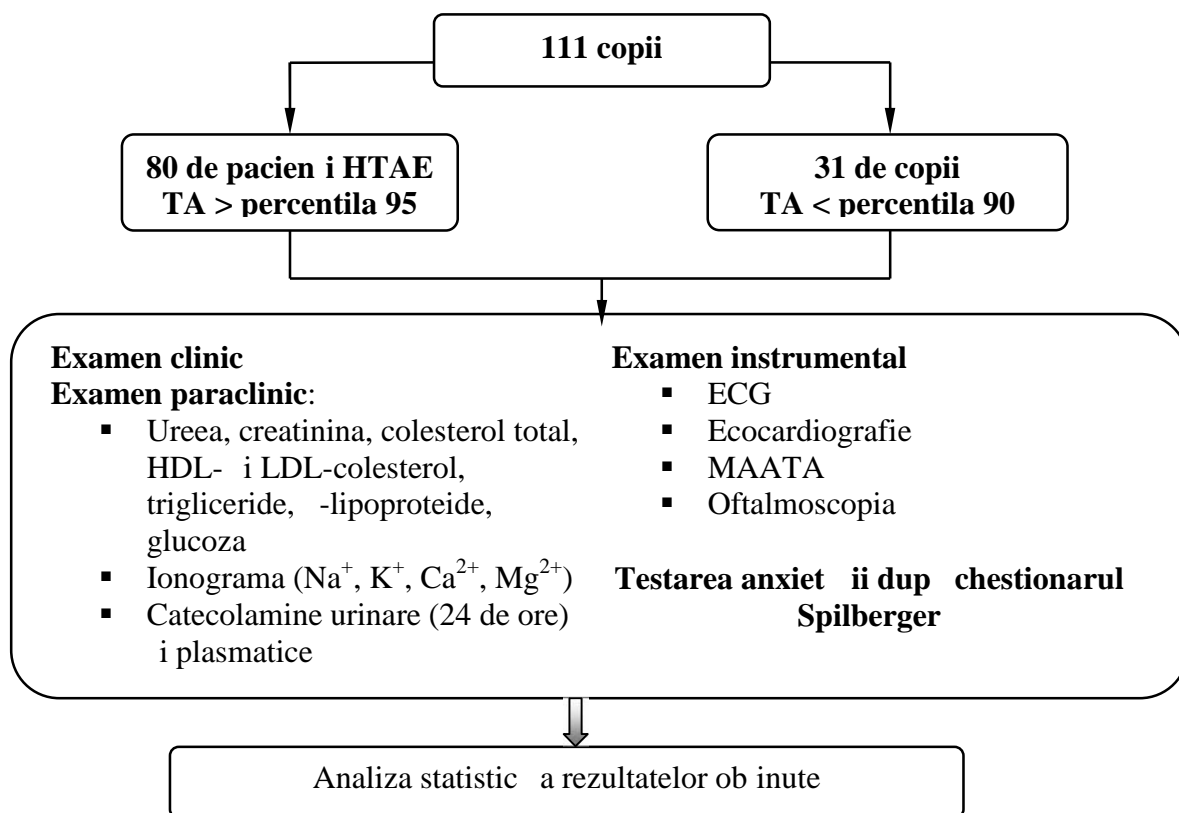 111 copii
80 de pacien i HTAE
TA > percentila 95
31 de copii
TA < percentila 90
Examen clinic
Examen paraclinic:
▪ Ureea, creatinina, colesterol total,
HDL- i LDL-colesterol,
trigliceride, -lipoproteide,
glucoza
▪ Ionograma (Na⁺, K⁺, Ca²⁺, Mg²⁺)
▪ Catecolamine urinare (24 de ore)
i plasmatice
Examen instrumental
▪ ECG
▪ Ecocardiografie
▪ MAATA
▪ Oftalmoscopia
Testarea anxiet ii dup chestionarul
Spilberger
Analiza statistic a rezultatelor ob inute